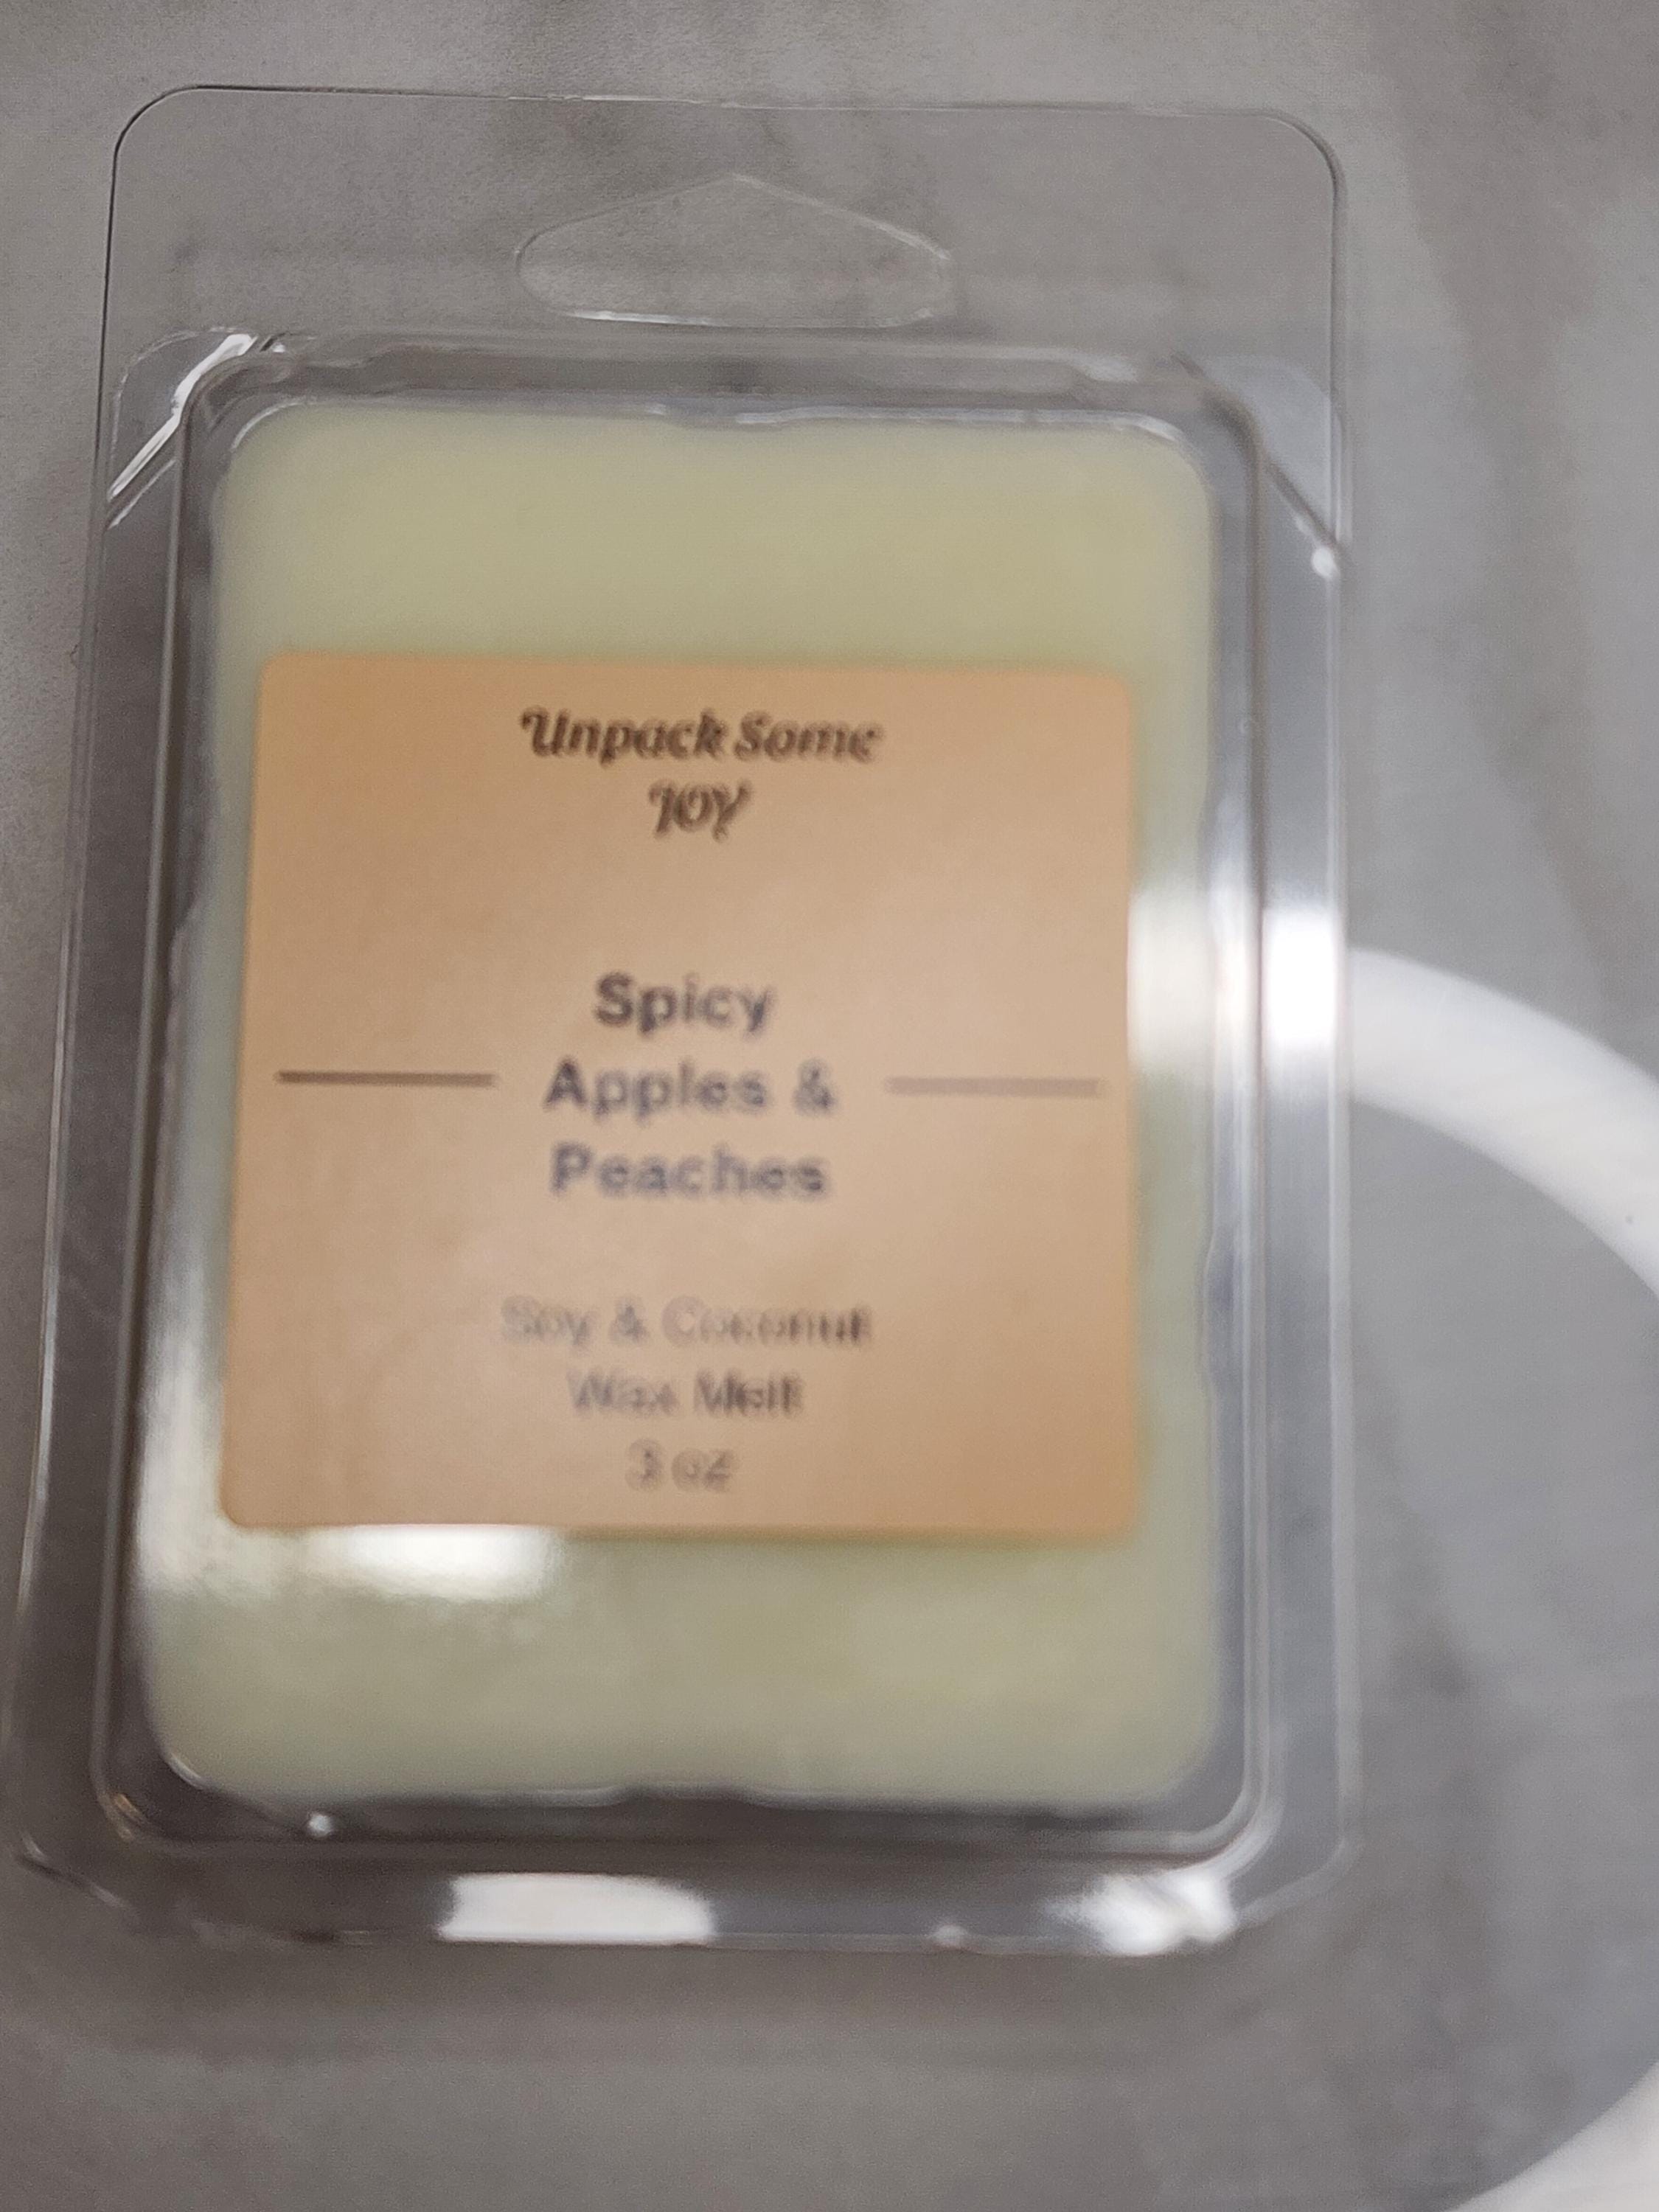 Unpack Some
JOY
Spicy
Apples &
Peaches
Soy & Coconut
Wax Melt
3 oz